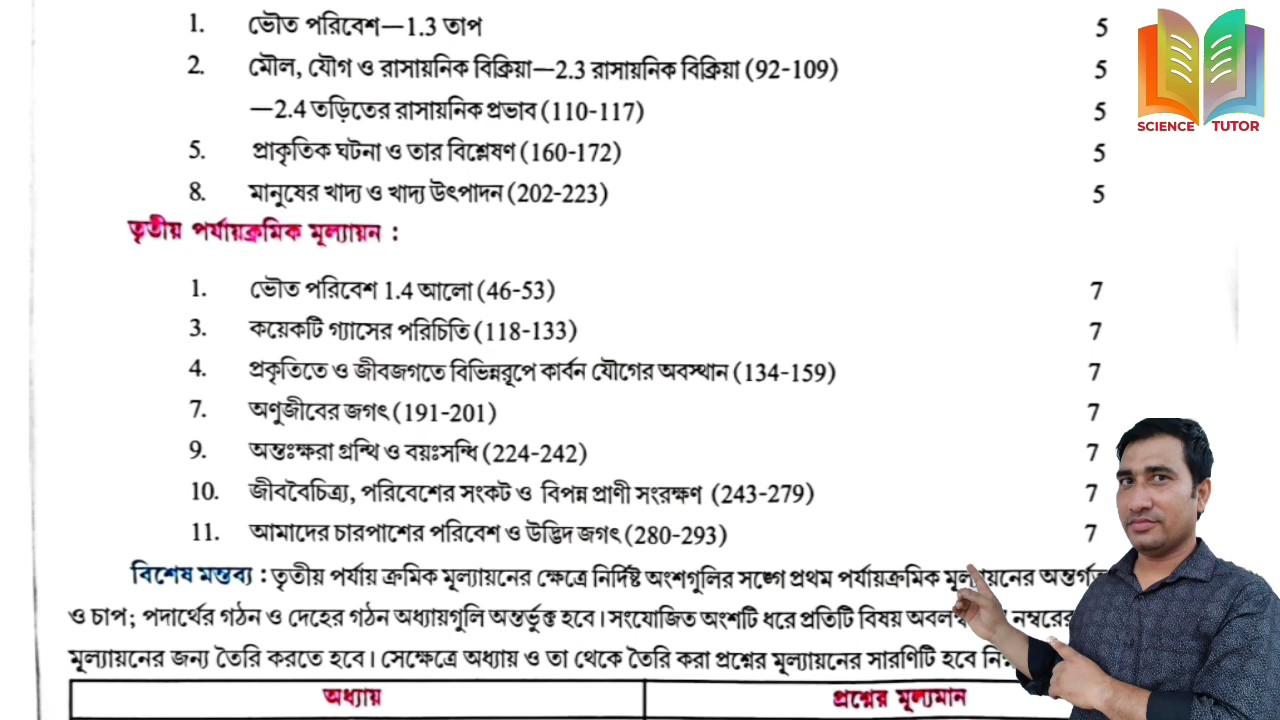 1. ভৌত পরিবেশ—1.3 তাপ 5
2. মৌল, যৌগ ও রাসায়নিক বিক্রিয়া—2.3 রাসায়নিক বিক্রিয়া (92-109) 5
—2.4 তড়িতের রাসায়নিক প্রভাব (110-117) 5
5. প্রাকৃতিক ঘটনা ও তার বিশ্লেষণ (160-172) 5
8. মানুষের খাদ্য ও খাদ্য উৎপাদন (202-223) 5
তৃতীয় পর্যায়ক্রমিক মূল্যায়ন :
1. ভৌত পরিবেশ 1.4 আলো (46-53) 7
3. কয়েকটি গ্যাসের পরিচিতি (118-133) 7
4. প্রকৃতিতে ও জীবজগতে বিভিন্নরূপে কার্বন যৌগের অবস্থান (134-159) 7
7. অণুজীবের জগৎ (191-201) 7
9. অন্তঃক্ষরা গ্রন্থি ও বয়ঃসন্ধি (224-242) 7
10. জীববৈচিত্র্য, পরিবেশের সংকট ও বিপন্ন প্রাণী সংরক্ষণ (243-279) 7
11. আমাদের চারপাশের পরিবেশ ও উদ্ভিদ জগৎ (280-293) 7
বিশেষ মন্তব্য : তৃতীয় পর্যায় ক্রমিক মূল্যায়নের ক্ষেত্রে নির্দিষ্ট অংশগুলির সঙ্গে প্রথম পর্যায়ক্রমিক মূল্যায়নের
ও চাপ; পদার্থের গঠন ও দেহের গঠন অধ্যায়গুলি অন্তর্ভুক্ত হবে। সংযোজিত অংশটি ধরে প্রতিটি বিষয় নম্বরের
মূল্যায়নের জন্য তৈরি করতে হবে। সেক্ষেত্রে অধ্যায় ও তা থেকে তৈরি করা প্রশ্নের মূল্যায়নের সারণিটি হবে
অধ্যায় প্রশ্নের মূল্যমান
SCIENCE TUTOR